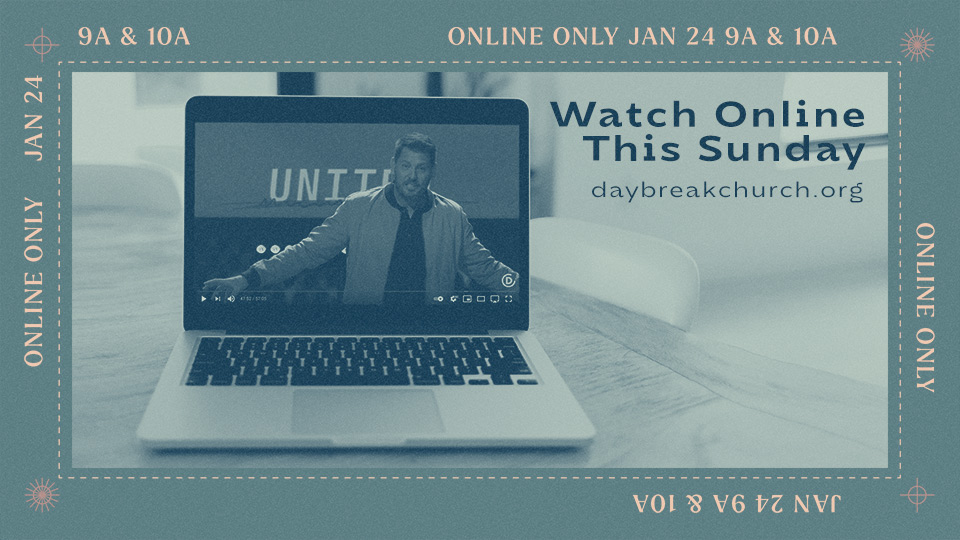 9A & 10A
ONLINE ONLY JAN 24 9A & 10A
ONLINE ONLY JAN 24
Watch Online
This Sunday
daybreakchurch.org
UNIT
D
ONLINE ONLY
JAN 24 9A & 10A